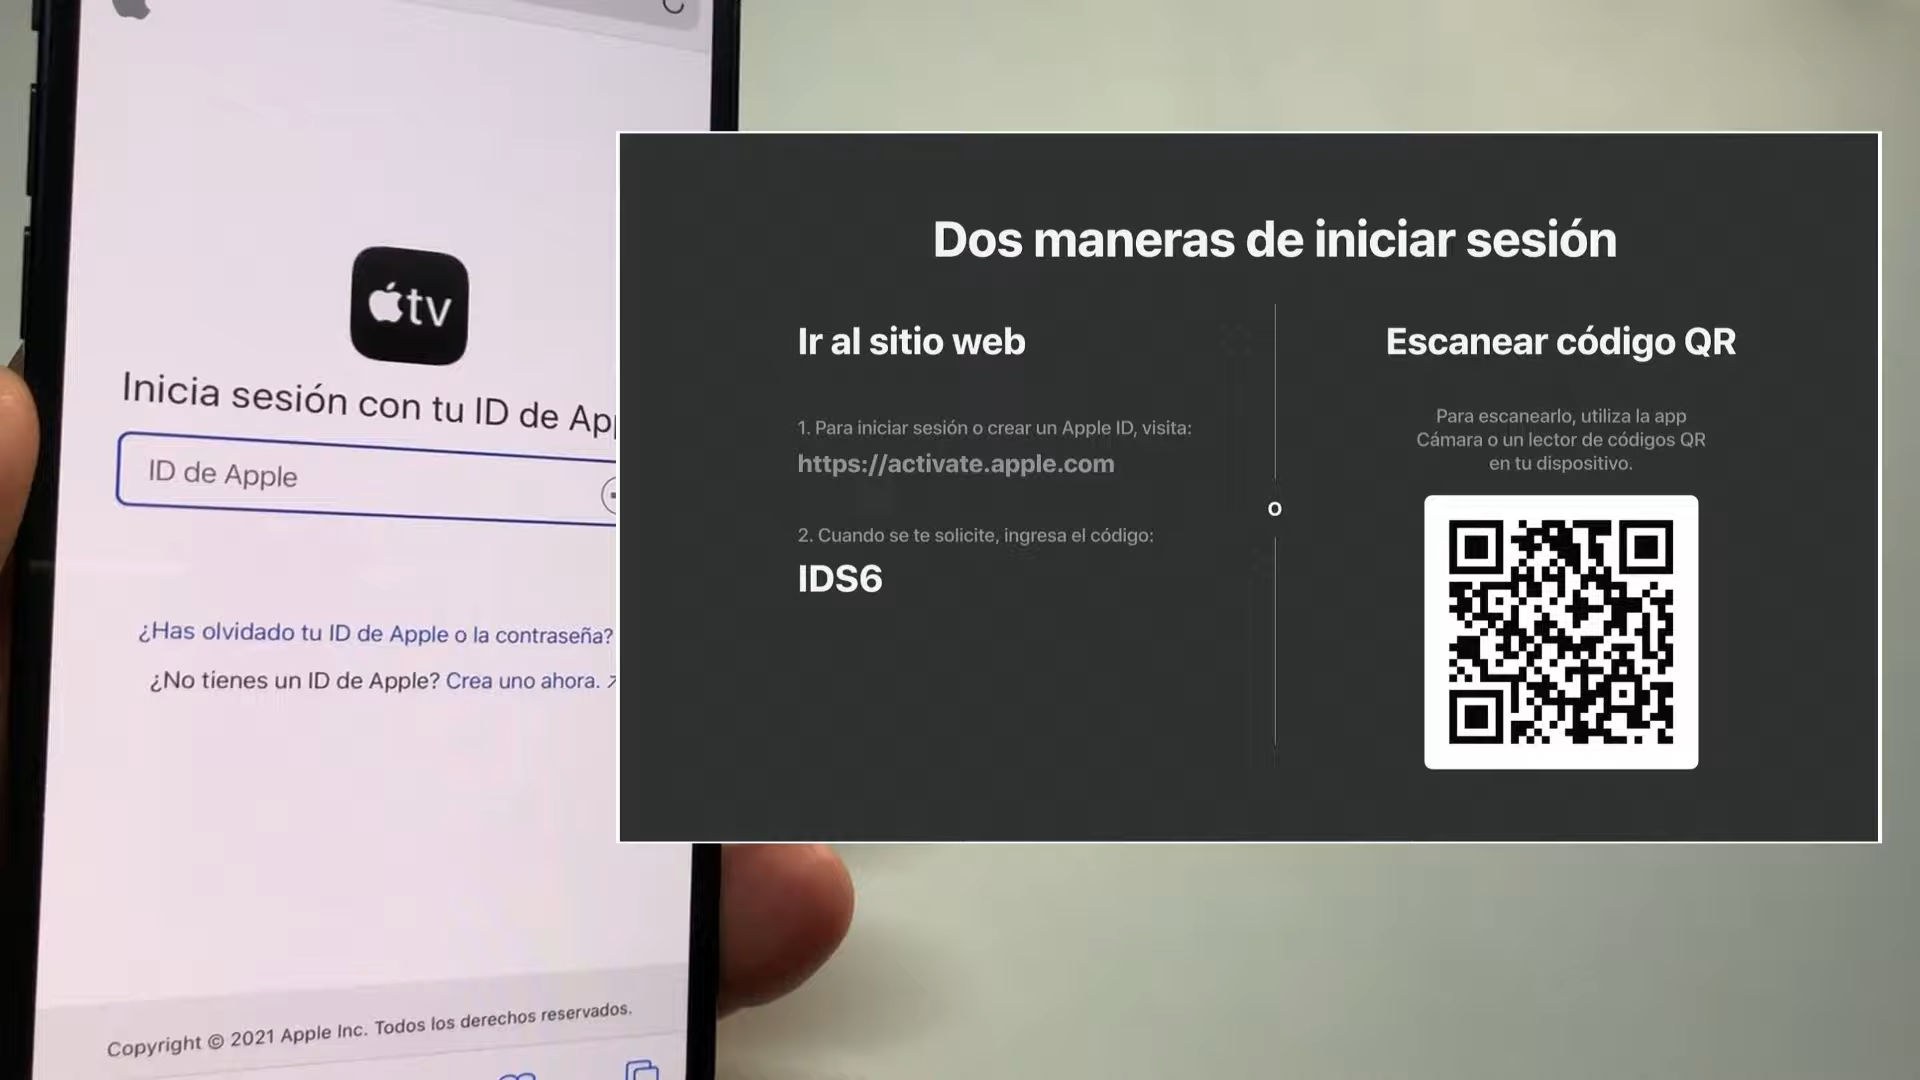 tv
Inicia sesión con tu ID de Ap
ID de Apple
¿Has olvidado tu ID de Apple o la contraseña?
¿No tienes un ID de Apple? Crea uno ahora.
Copyright © 2021 Apple Inc. Todos los derechos reservados.
Dos maneras de iniciar sesión
Ir al sitio web
1. Para iniciar sesión o crear un Apple ID, visita:
https://activate.apple.com
2. Cuando se te solicite, ingresa el código:
IDS6
o
Escanear código QR
Para escanearlo, utiliza la app
Cámara o un lector de códigos QR
en tu dispositivo.